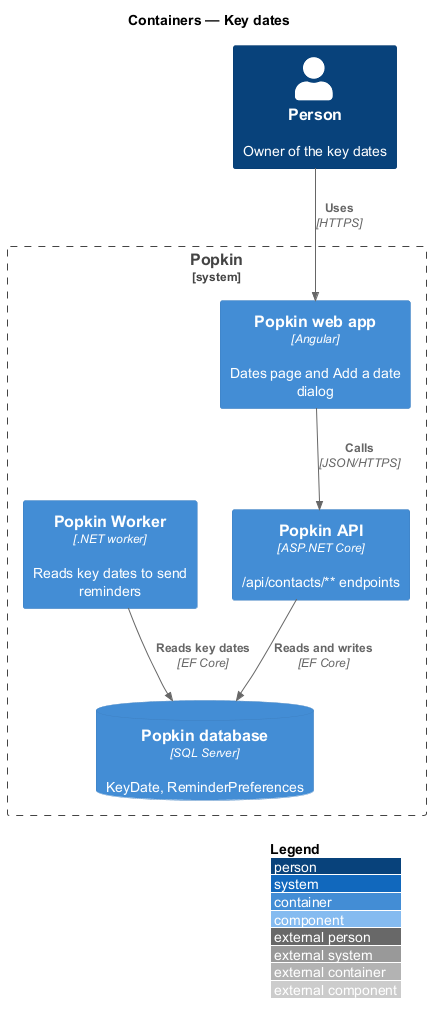 Containers — Key dates
Person
Owner of the key dates
Uses
[HTTPS]
Popkin
[system]
Popkin web app
[Angular]
Dates page and Add a date
dialog
Calls
[JSON/HTTPS]
Popkin Worker
[.NET worker]
Reads key dates to send
reminders
Popkin API
[ASP.NET Core]
/api/contacts/** endpoints
Reads key dates
[EF Core]
Reads and writes
[EF Core]
Popkin database
[SQL Server]
KeyDate, ReminderPreferences
Legend
person
system
container
component
external person
external system
external container
external component